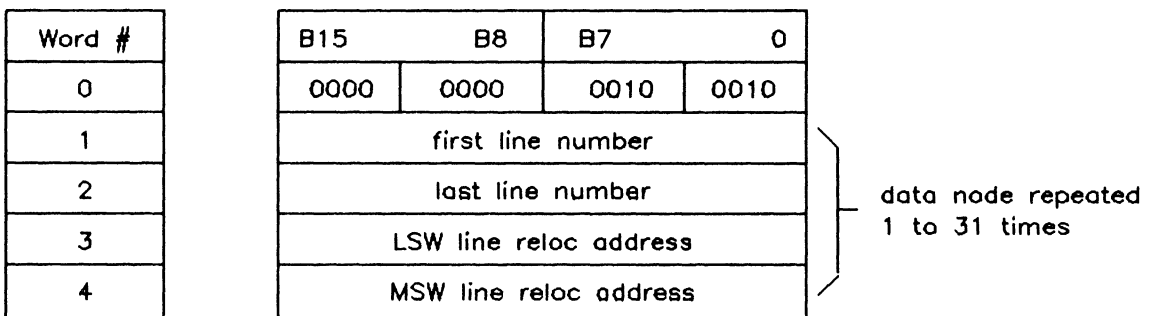 Word # B15 B8 B7 0
0 0000 0000 0010 0010
1 first line number
2 last line number
data node repeated
3 LSW line reloc address
1 to 31 times
4 MSW line reloc address